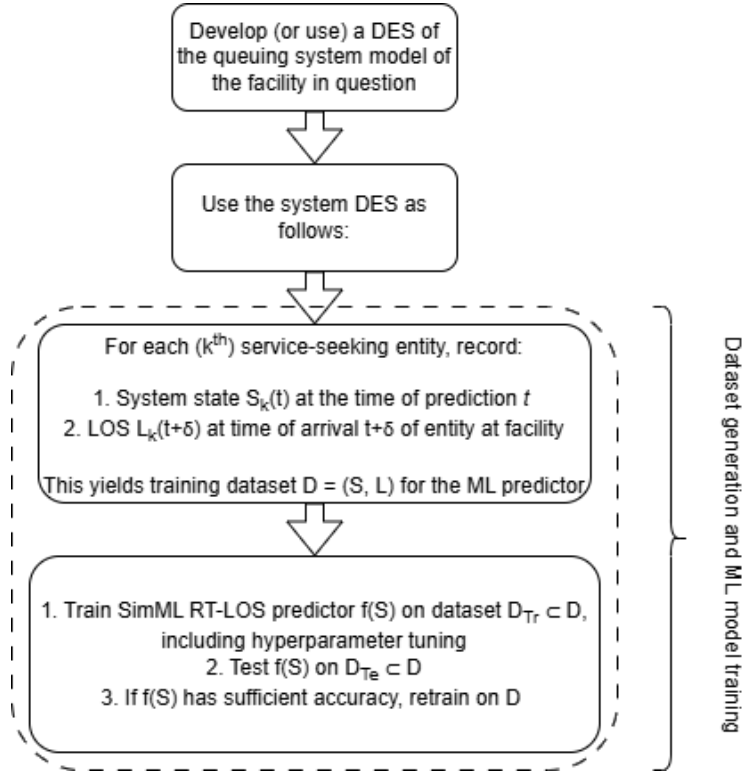 Develop (or use) a DES of
the queuing system model of
the facility in question
Use the system DES as
follows:
For each (kᵗʰ) service-seeking entity, record:
1. System state Sₖ(t) at the time of prediction t
2. LOS Lₖ(t+δ) at time of arrival t+δ of entity at facility
This yields training dataset D = (S, L) for the ML predictor
1. Train SimML RT-LOS predictor f(S) on dataset D_Tr ⊂ D,
including hyperparameter tuning
2. Test f(S) on D_Te ⊂ D
3. If f(S) has sufficient accuracy, retrain on D
Dataset generation and ML model training